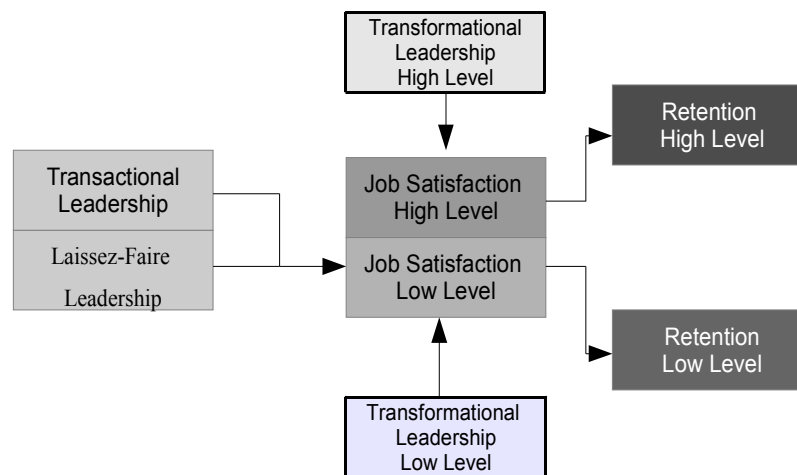 Transformational
Leadership
High Level
Retention
High Level
Transactional
Leadership
Laissez-Faire
Leadership
Job Satisfaction
High Level
Job Satisfaction
Low Level
Retention
Low Level
Transformational
Leadership
Low Level